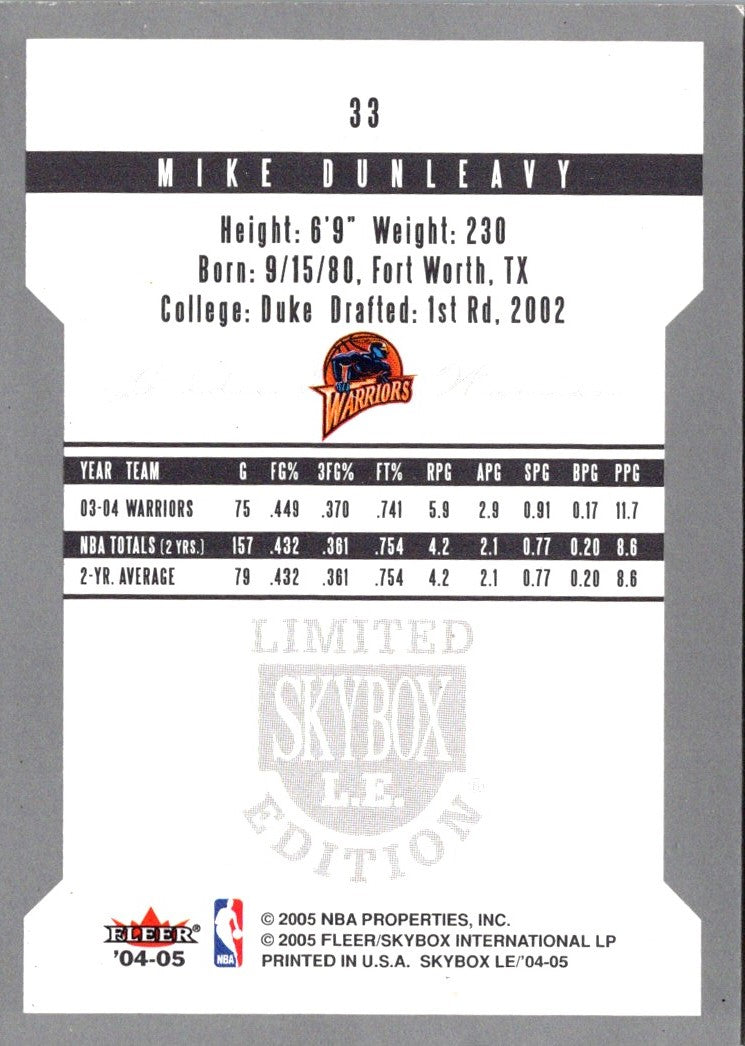 33
MIKE DUNLEAVY
Height: 6'9" Weight: 230
Born: 9/15/80, Fort Worth, TX
College: Duke Drafted: 1st Rd, 2002
WARRIORS
YEAR TEAM G FG% 3FG% FT% RPG APG SPG BPG PPG
03-04 WARRIORS 75 .449 .370 .741 5.9 2.9 0.91 0.17 11.7
NBA TOTALS (2 YRS.) 157 .432 .361 .754 4.2 2.1 0.77 0.20 8.6
2-YR. AVERAGE 79 .432 .361 .754 4.2 2.1 0.77 0.20 8.6
LIMITED
SKYBOX
L.E.
EDITION®
FLEER®
'04-05
NBA
© 2005 NBA PROPERTIES, INC.
© 2005 FLEER/SKYBOX INTERNATIONAL LP
PRINTED IN U.S.A. SKYBOX LE/'04-05